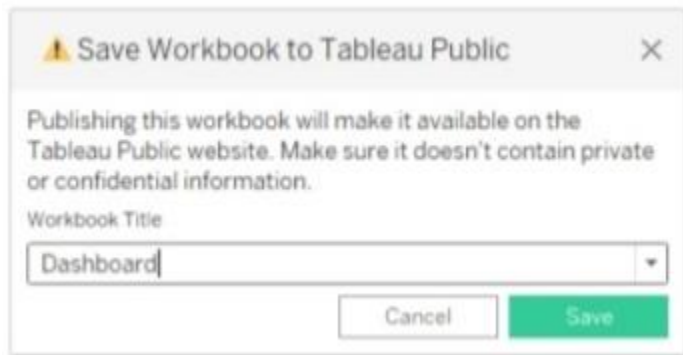 Save Workbook to Tableau Public
Publishing this workbook will make it available on the
Tableau Public website. Make sure it doesn't contain private
or confidential information.
Workbook Title
Dashboard
Cancel
Save